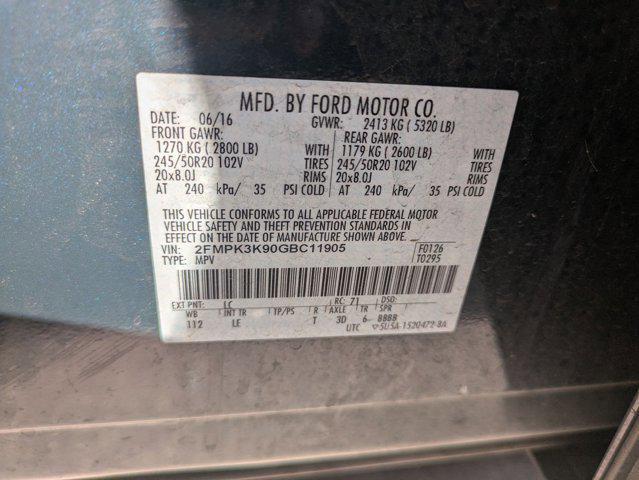 MFD. BY FORD MOTOR CO.
DATE: 06/16 GVWR: 2413 KG ( 5320 LB)
FRONT GAWR: REAR GAWR:
1270 KG ( 2800 LB) WITH 1179 KG ( 2600 LB) WITH
245/50R20 102V TIRES 245/50R20 102V TIRES
20x8.0J RIMS 20x8.0J RIMS
AT 240 kPa/ 35 PSI COLD AT 240 kPa/ 35 PSI COLD
THIS VEHICLE CONFORMS TO ALL APPLICABLE FEDERAL MOTOR
VEHICLE SAFETY AND THEFT PREVENTION STANDARDS IN
EFFECT ON THE DATE OF MANUFACTURE SHOWN ABOVE.
VIN: 2FMPK3K90GBC11905 F0126
TYPE: MPV T0295
EXT PNT: LC RC: 71 DSO:
WB INT TR TP/PS R AXLE TR SPR
112 LE T 3D 6 8888
UTC 5U5A-1520472-BA